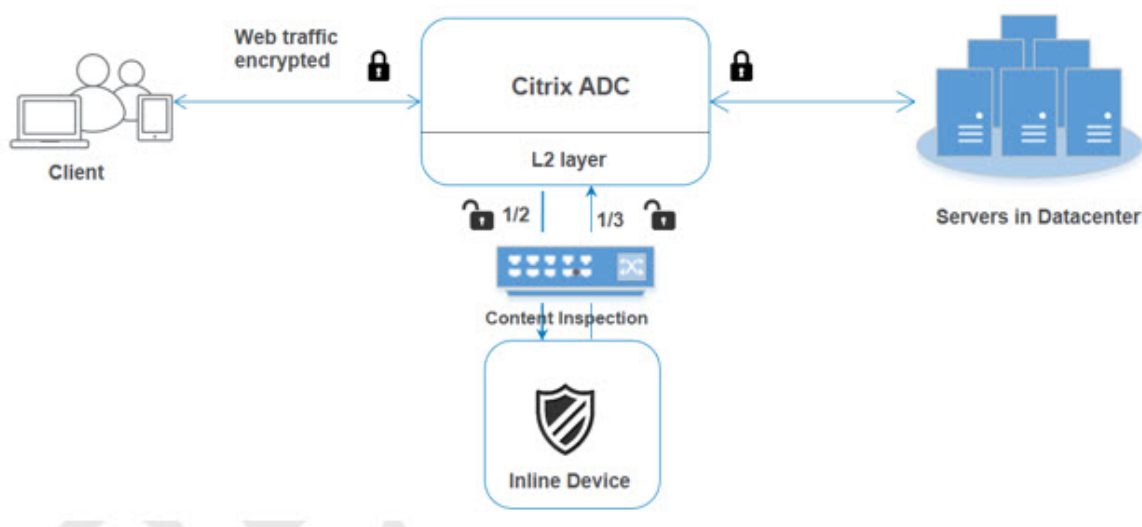 Web traffic
encrypted
Citrix ADC
L2 layer
Client
1/2
1/3
Servers in Datacenter
Content Inspection
Inline Device